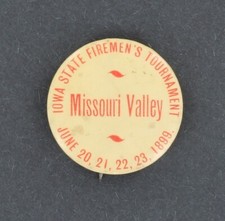 IOWA STATE FIREMEN'S TOURNAMENT
Missouri Valley
JUNE 20, 21, 22, 23, 1899.